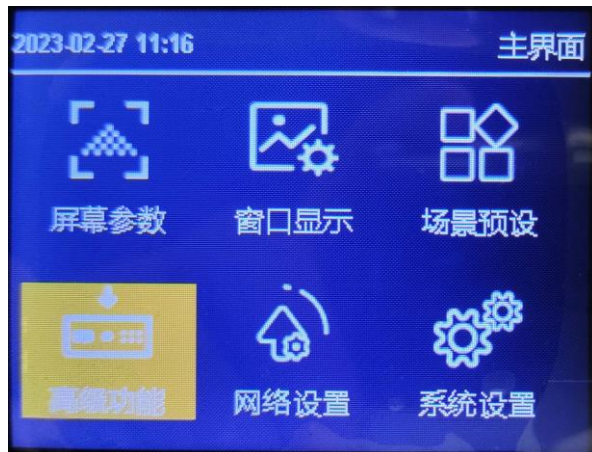 2023-02-27 11:16 主界面
屏幕参数 窗口显示 场景预设
高级功能 网络设置 系统设置